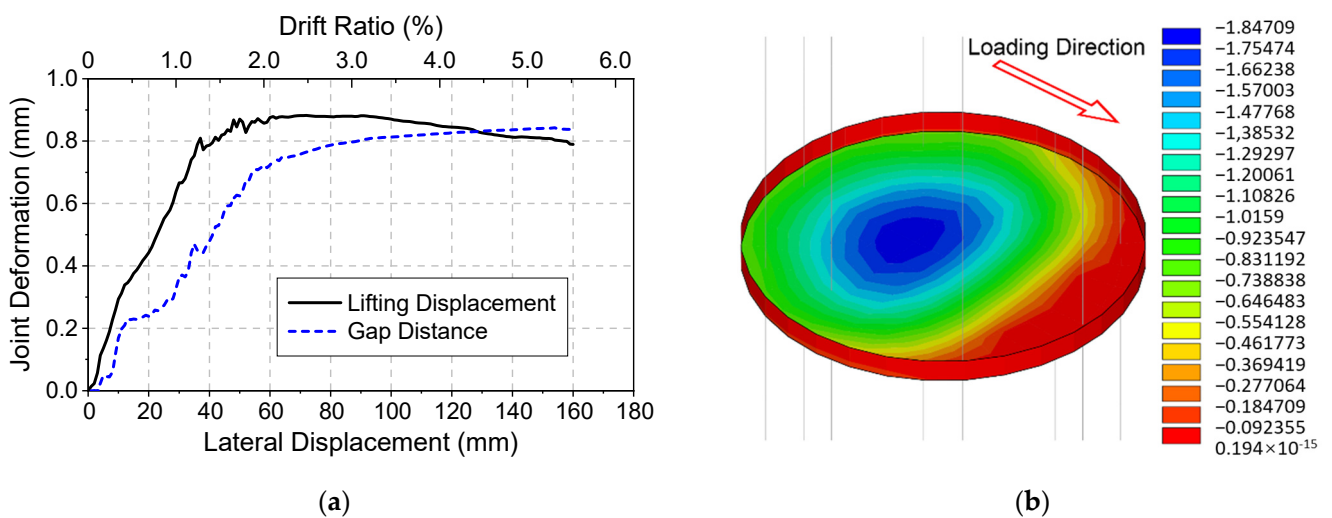 Drift Ratio (%)
0 1.0 2.0 3.0 4.0 5.0 6.0
1.0
0.8
0.6
0.4
0.2
0.0
Joint Deformation (mm)
Lifting Displacement
Gap Distance
0 20 40 60 80 100 120 140 160 180
Lateral Displacement (mm)
(a)
Loading Direction
−1.84709
−1.75474
−1.66238
−1.57003
−1.47768
−1,38532
−1.29297
−1.20061
−1.10826
−1.0159
−0.923547
−0.831192
−0.738838
−0.646483
−0.554128
−0.461773
−0.369419
−0.277064
−0.184709
−0.092355
0.194×10⁻¹⁵
(b)